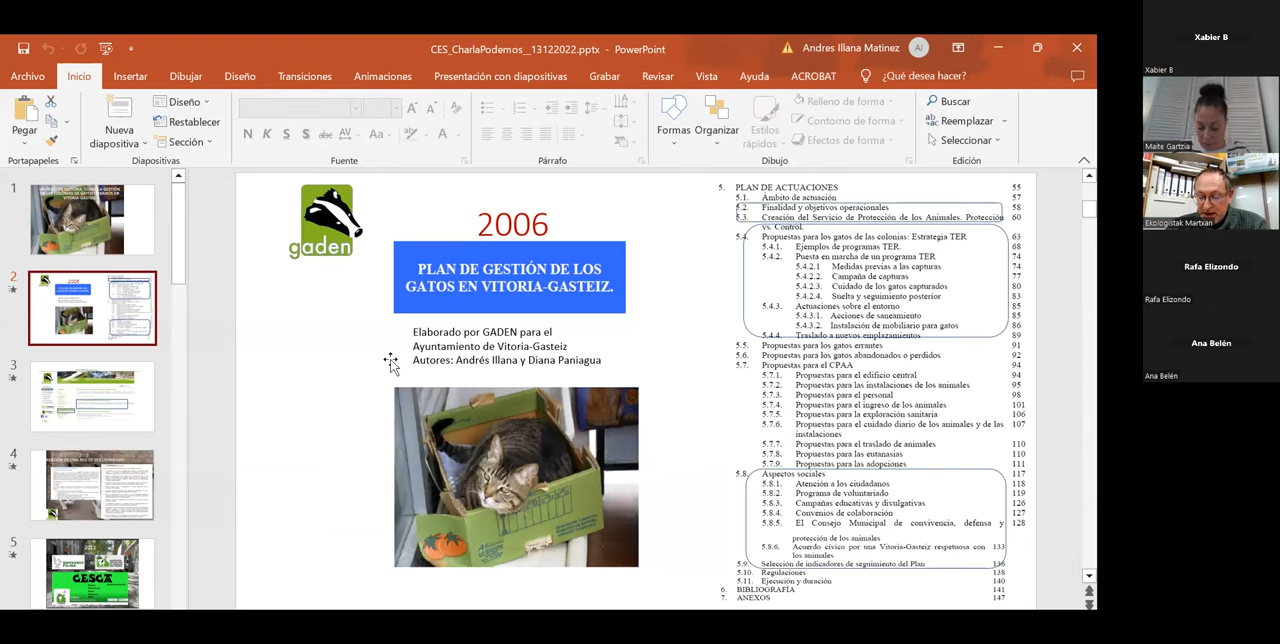 CES_CharlaPodemos__13122022.pptx - PowerPoint
Andres Illana Matinez
AI
Archivo Inicio Insertar Dibujar Diseño Transiciones Animaciones Presentación con diapositivas Grabar Revisar Vista Ayuda ACROBAT ¿Qué desea hacer?
Pegar
Nueva diapositiva
Diseño
Restablecer
Sección
N K S S abc AV Aa A
Formas
Organizar
Estilos rápidos
Relleno de forma
Contorno de forma
Efectos de forma
Buscar
Reemplazar
Seleccionar
Portapapeles Diapositivas Fuente Párrafo Dibujo Edición
1
2
3
4
5
gaden
2006
PLAN DE GESTIÓN DE LOS
GATOS EN VITORIA-GASTEIZ.
Elaborado por GADEN para el
Ayuntamiento de Vitoria-Gasteiz
Autores: Andrés Illana y Diana Paniagua
5. PLAN DE ACTUACIONES 55
5.1. Ámbito de actuación 57
5.2. Finalidad y objetivos operacionales 58
5.3. Creación del Servicio de Protección de los Animales. Protección 60
vs. Control.
5.4. Propuestas para los gatos de las colonias: Estrategia TER 63
5.4.1. Ejemplos de programas TER. 68
5.4.2. Puesta en marcha de un programa TER 74
5.4.2.1 Medidas previas a las capturas 74
5.4.2.2. Campaña de capturas 77
5.4.2.3. Cuidado de los gatos capturados 80
5.4.2.4. Suelta y seguimiento posterior 83
5.4.3. Actuaciones sobre el entorno 85
5.4.3.1. Acciones de saneamiento 85
5.4.3.2. Instalación de mobiliario para gatos 86
5.4.4. Traslado a nuevos emplazamientos 89
5.5. Propuestas para los gatos errantes 91
5.6. Propuestas para los gatos abandonados o perdidos 92
5.7. Propuestas para el CPAA 94
5.7.1. Propuestas para el edificio central 94
5.7.2. Propuestas para las instalaciones de los animales 95
5.7.3. Propuestas para el personal 98
5.7.4. Propuestas para el ingreso de los animales 101
5.7.5. Propuestas para la exploración sanitaria 106
5.7.6. Propuestas para el cuidado diario de los animales y de las 107
instalaciones
5.7.7. Propuestas para el traslado de animales 110
5.7.8. Propuestas para las eutanasias 110
5.7.9. Propuestas para las adopciones 111
5.8. Aspectos sociales 117
5.8.1. Atención a los ciudadanos 118
5.8.2. Programa de voluntariado 119
5.8.3. Campañas educativas y divulgativas 126
5.8.4. Convenios de colaboración 127
5.8.5. El Consejo Municipal de convivencia, defensa y 128
protección de los animales
5.8.6. Acuerdo cívico por una Vitoria-Gasteiz respetuosa con 133
los animales
5.9. Selección de indicadores de seguimiento del Plan 136
5.10. Regulaciones 138
5.11. Ejecución y duración 140
6. BIBLIOGRAFÍA 141
7. ANEXOS 147
Xabier B
Xabier B
Maite Gartzia
Ekologistak Martxan
Rafa Elizondo
Rafa Elizondo
Ana Belén
Ana Belén